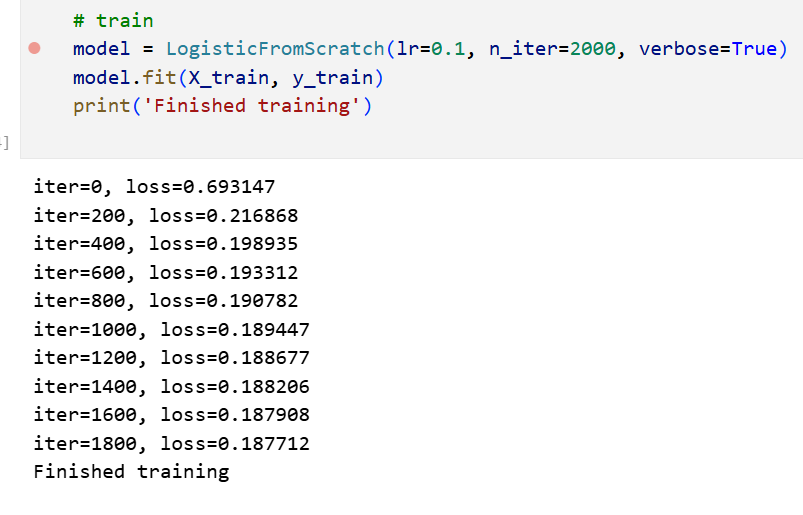 # train
model = LogisticFromScratch(lr=0.1, n_iter=2000, verbose=True)
model.fit(X_train, y_train)
print('Finished training')
]
iter=0, loss=0.693147
iter=200, loss=0.216868
iter=400, loss=0.198935
iter=600, loss=0.193312
iter=800, loss=0.190782
iter=1000, loss=0.189447
iter=1200, loss=0.188677
iter=1400, loss=0.188206
iter=1600, loss=0.187908
iter=1800, loss=0.187712
Finished training